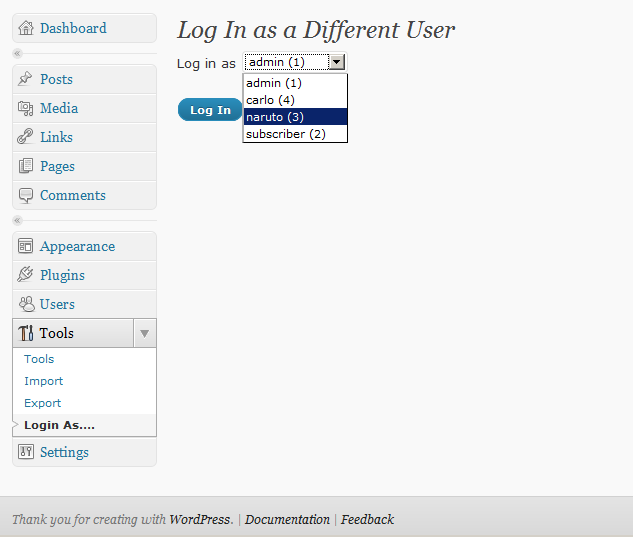 Dashboard
Posts
Media
Links
Pages
Comments
Appearance
Plugins
Users
Tools
Tools
Import
Export
Login As....
Settings
Log In as a Different User
Log in as admin (1)
admin (1)
carlo (4)
naruto (3)
subscriber (2)
Log In
Thank you for creating with WordPress. | Documentation | Feedback